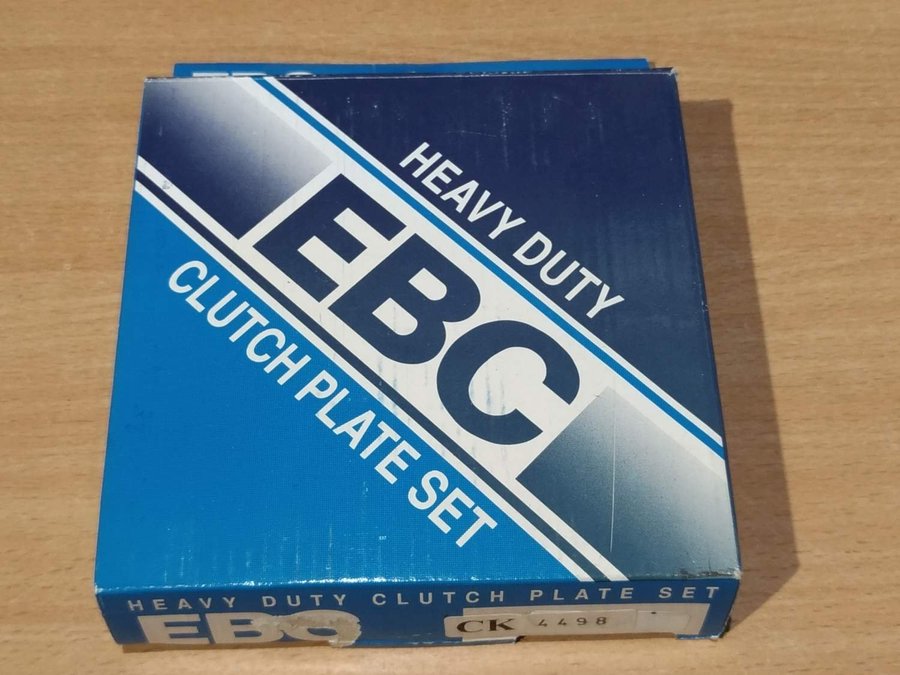 HEAVY DUTY
EBC
CLUTCH PLATE SET
HEAVY DUTY CLUTCH PLATE SET
EBC
CK 4498